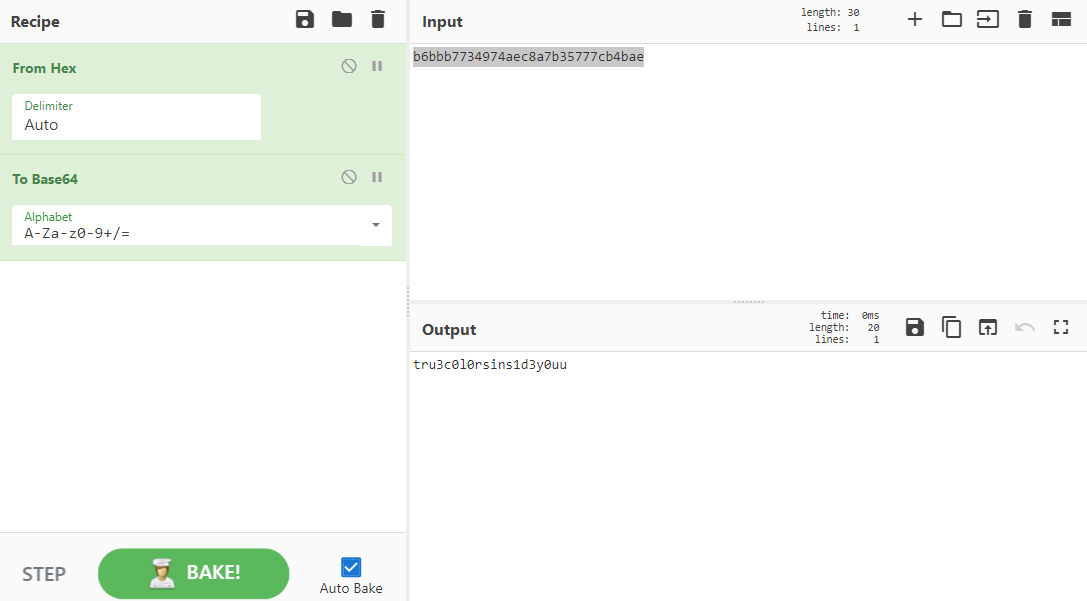 Recipe
From Hex
Delimiter
Auto
To Base64
Alphabet
A-Za-z0-9+/=
STEP
BAKE!
Auto Bake
Input
length: 30
lines: 1
b6bbb7734974aec8a7b35777cb4bae
Output
time: 0ms
length: 20
lines: 1
tru3c0l0rsins1d3y0uu